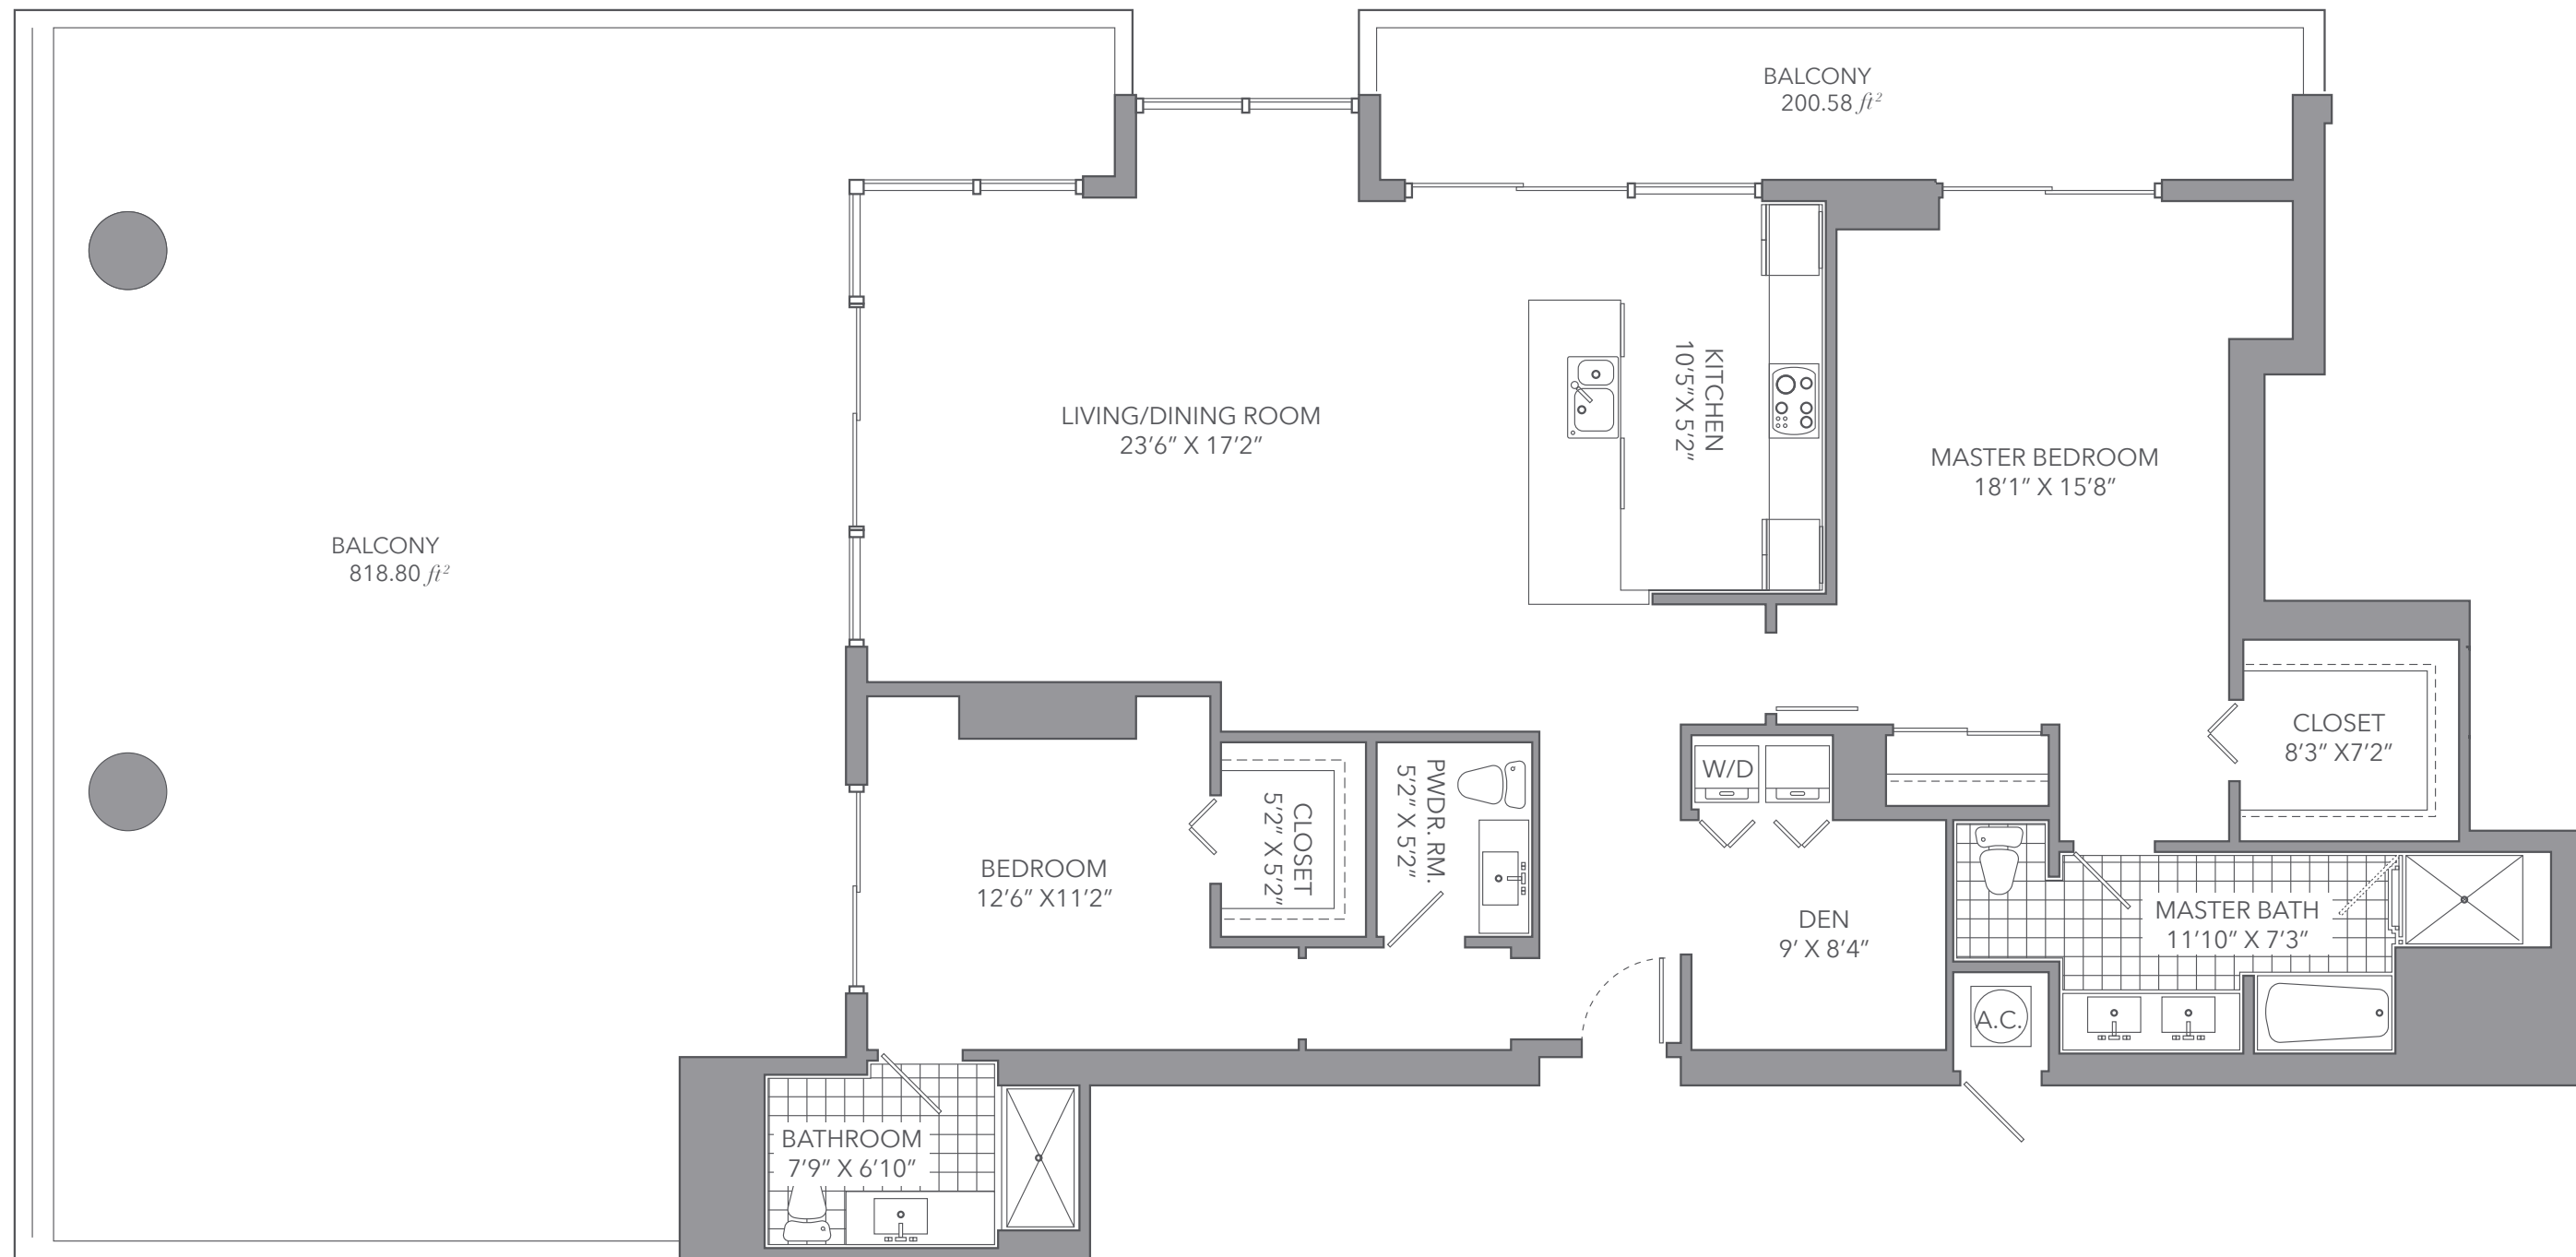 BALCONY
200.58 ft²
LIVING/DINING ROOM
23’6” X 17’2”
KITCHEN
10’5”X 5’2”
MASTER BEDROOM
18’1” X 15’8”
BALCONY
818.80 ft²
CLOSET
8’3” X7’2”
W/D
PWDR. RM.
5’2” X 5’2”
CLOSET
5’2” X 5’2”
BEDROOM
12’6” X11’2”
DEN
9’ X 8’4”
MASTER BATH
11’10” X 7’3”
A.C.
BATHROOM
7’9” X 6’10”